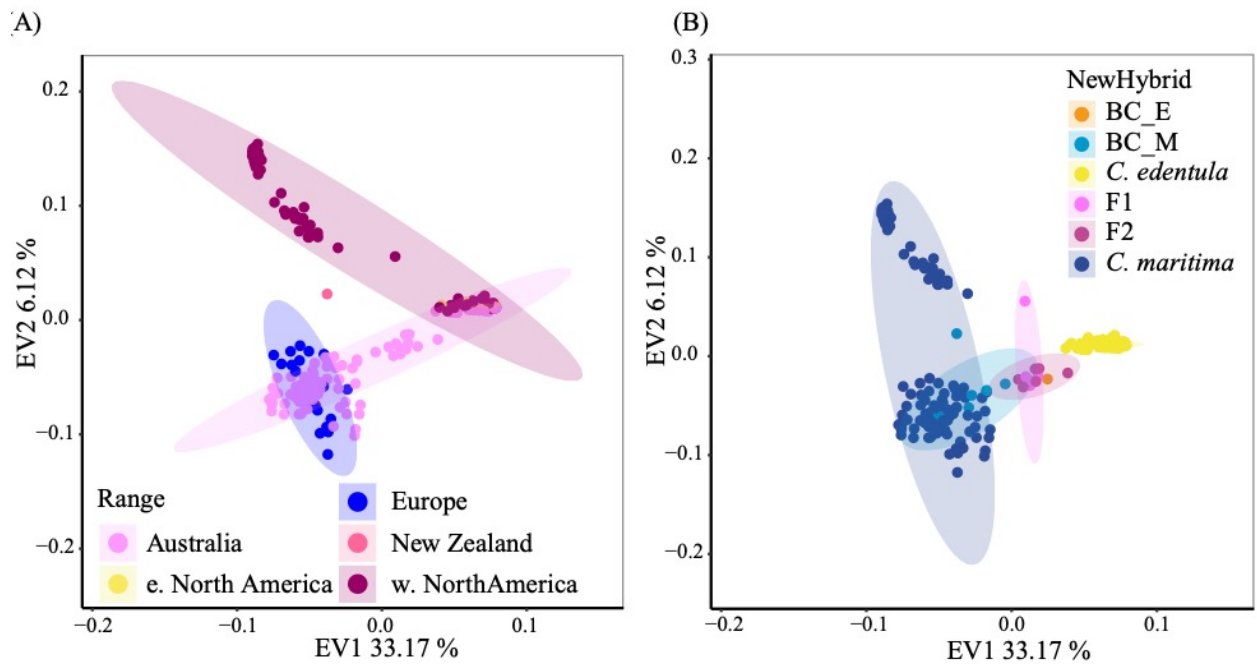 (A)
0.2
0.1
0.0
−0.1
−0.2
EV2 6.12 %
Range
Australia
e. North America
Europe
New Zealand
w. NorthAmerica
−0.2
−0.1
0.0
0.1
EV1 33.17 %
(B)
0.3
0.2
0.1
0.0
−0.1
−0.2
EV2 6.12 %
NewHybrid
BC_E
BC_M
C. edentula
F1
F2
C. maritima
−0.2
−0.1
0.0
0.1
EV1 33.17 %